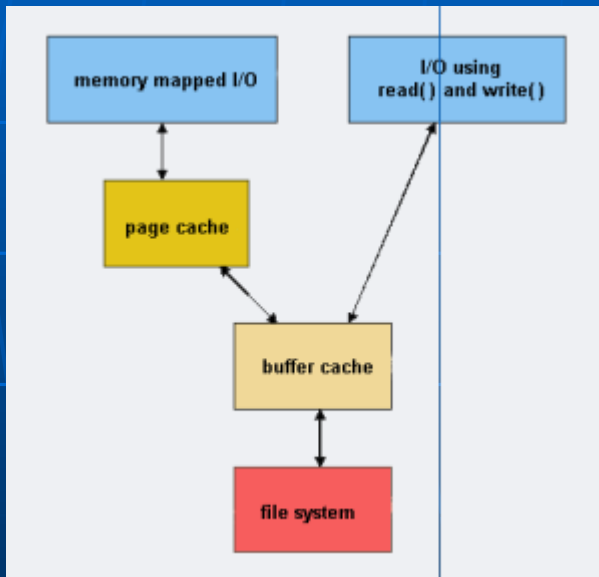 memory mapped I/O
I/O using
read( ) and write( )
page cache
buffer cache
file system